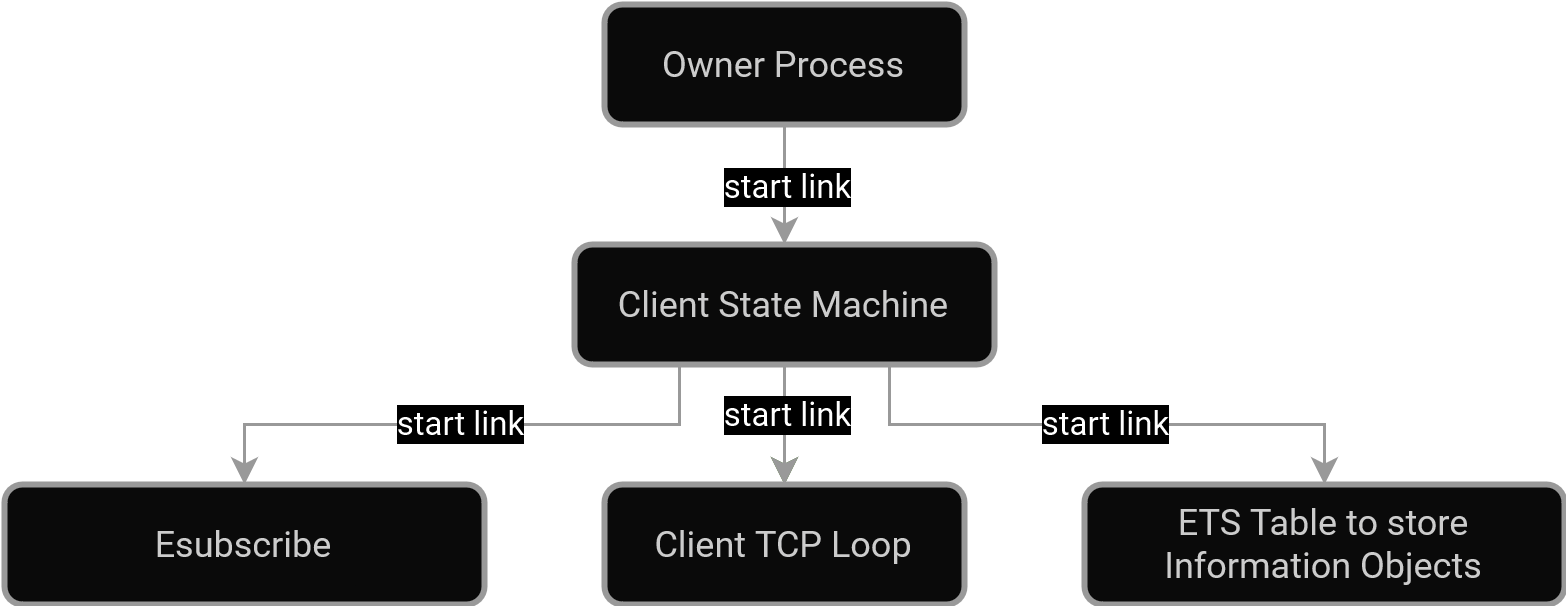 Owner Process
start link
Client State Machine
start link
start link
start link
Esubscribe
Client TCP Loop
ETS Table to store
Information Objects